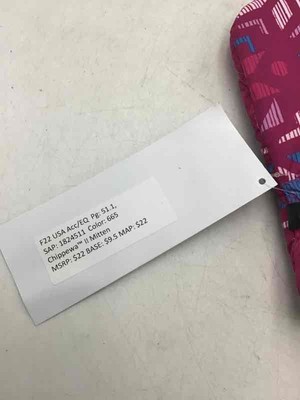 F22 USA Acc/EQ Pg: 51.1,
SAP: 1824511 Color: 665
Chippewa™ II Mitten
MSRP: $22 BASE: $9.5 MAP: $22